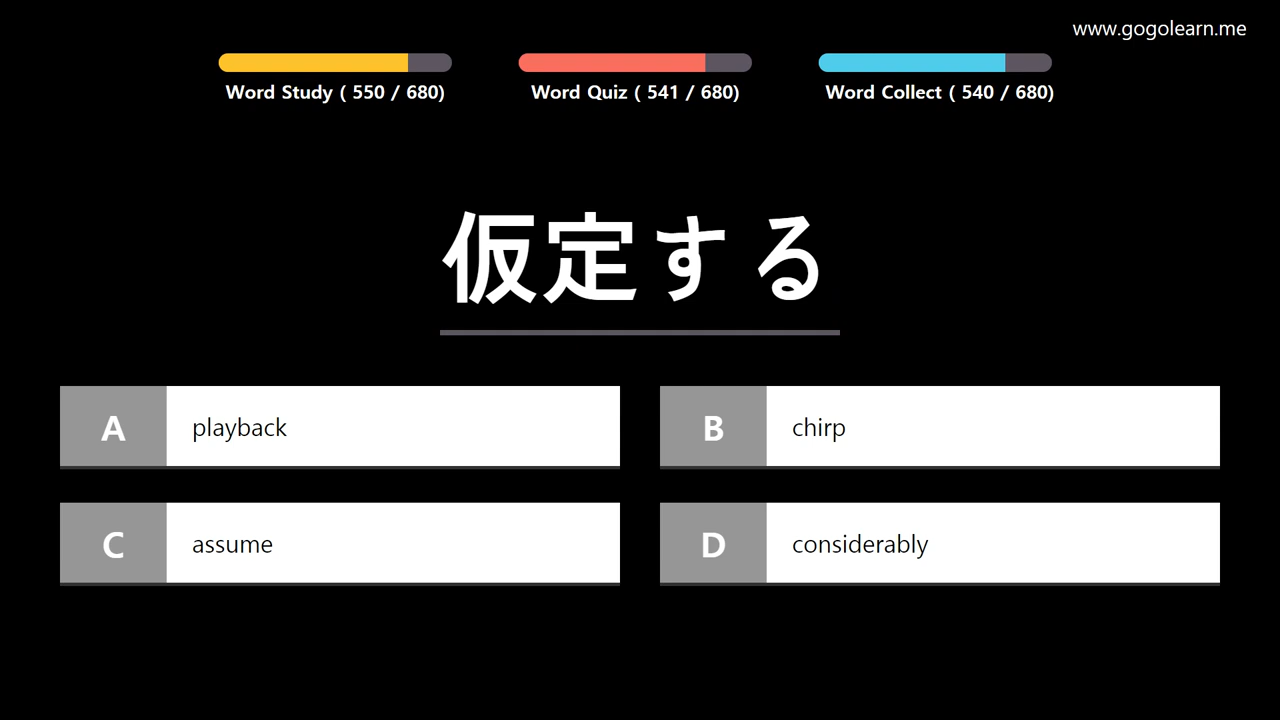 www.gogolearn.me
Word Study ( 550 / 680)
Word Quiz ( 541 / 680)
Word Collect ( 540 / 680)
仮定する
A playback
B chirp
C assume
D considerably